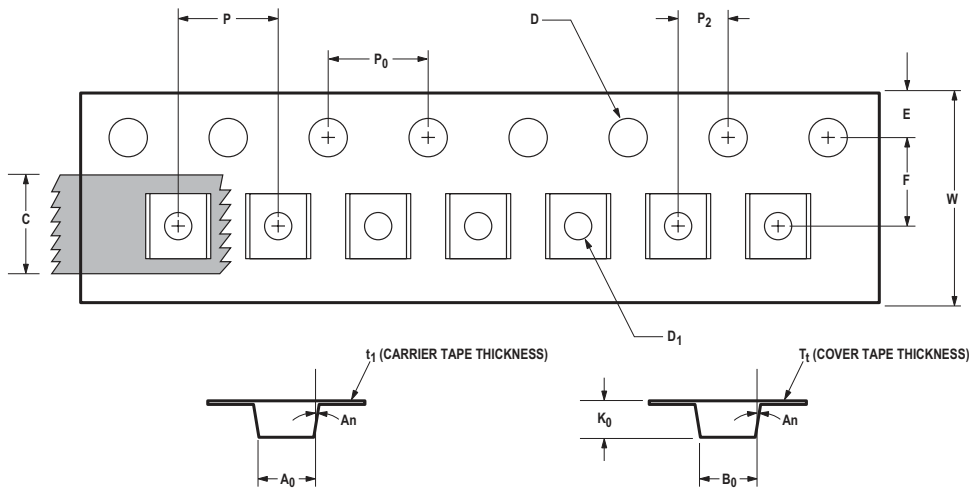 P
D
P2
P0
E
F
W
C
D1
t1 (CARRIER TAPE THICKNESS)
Tt (COVER TAPE THICKNESS)
An
K0
An
A0
B0